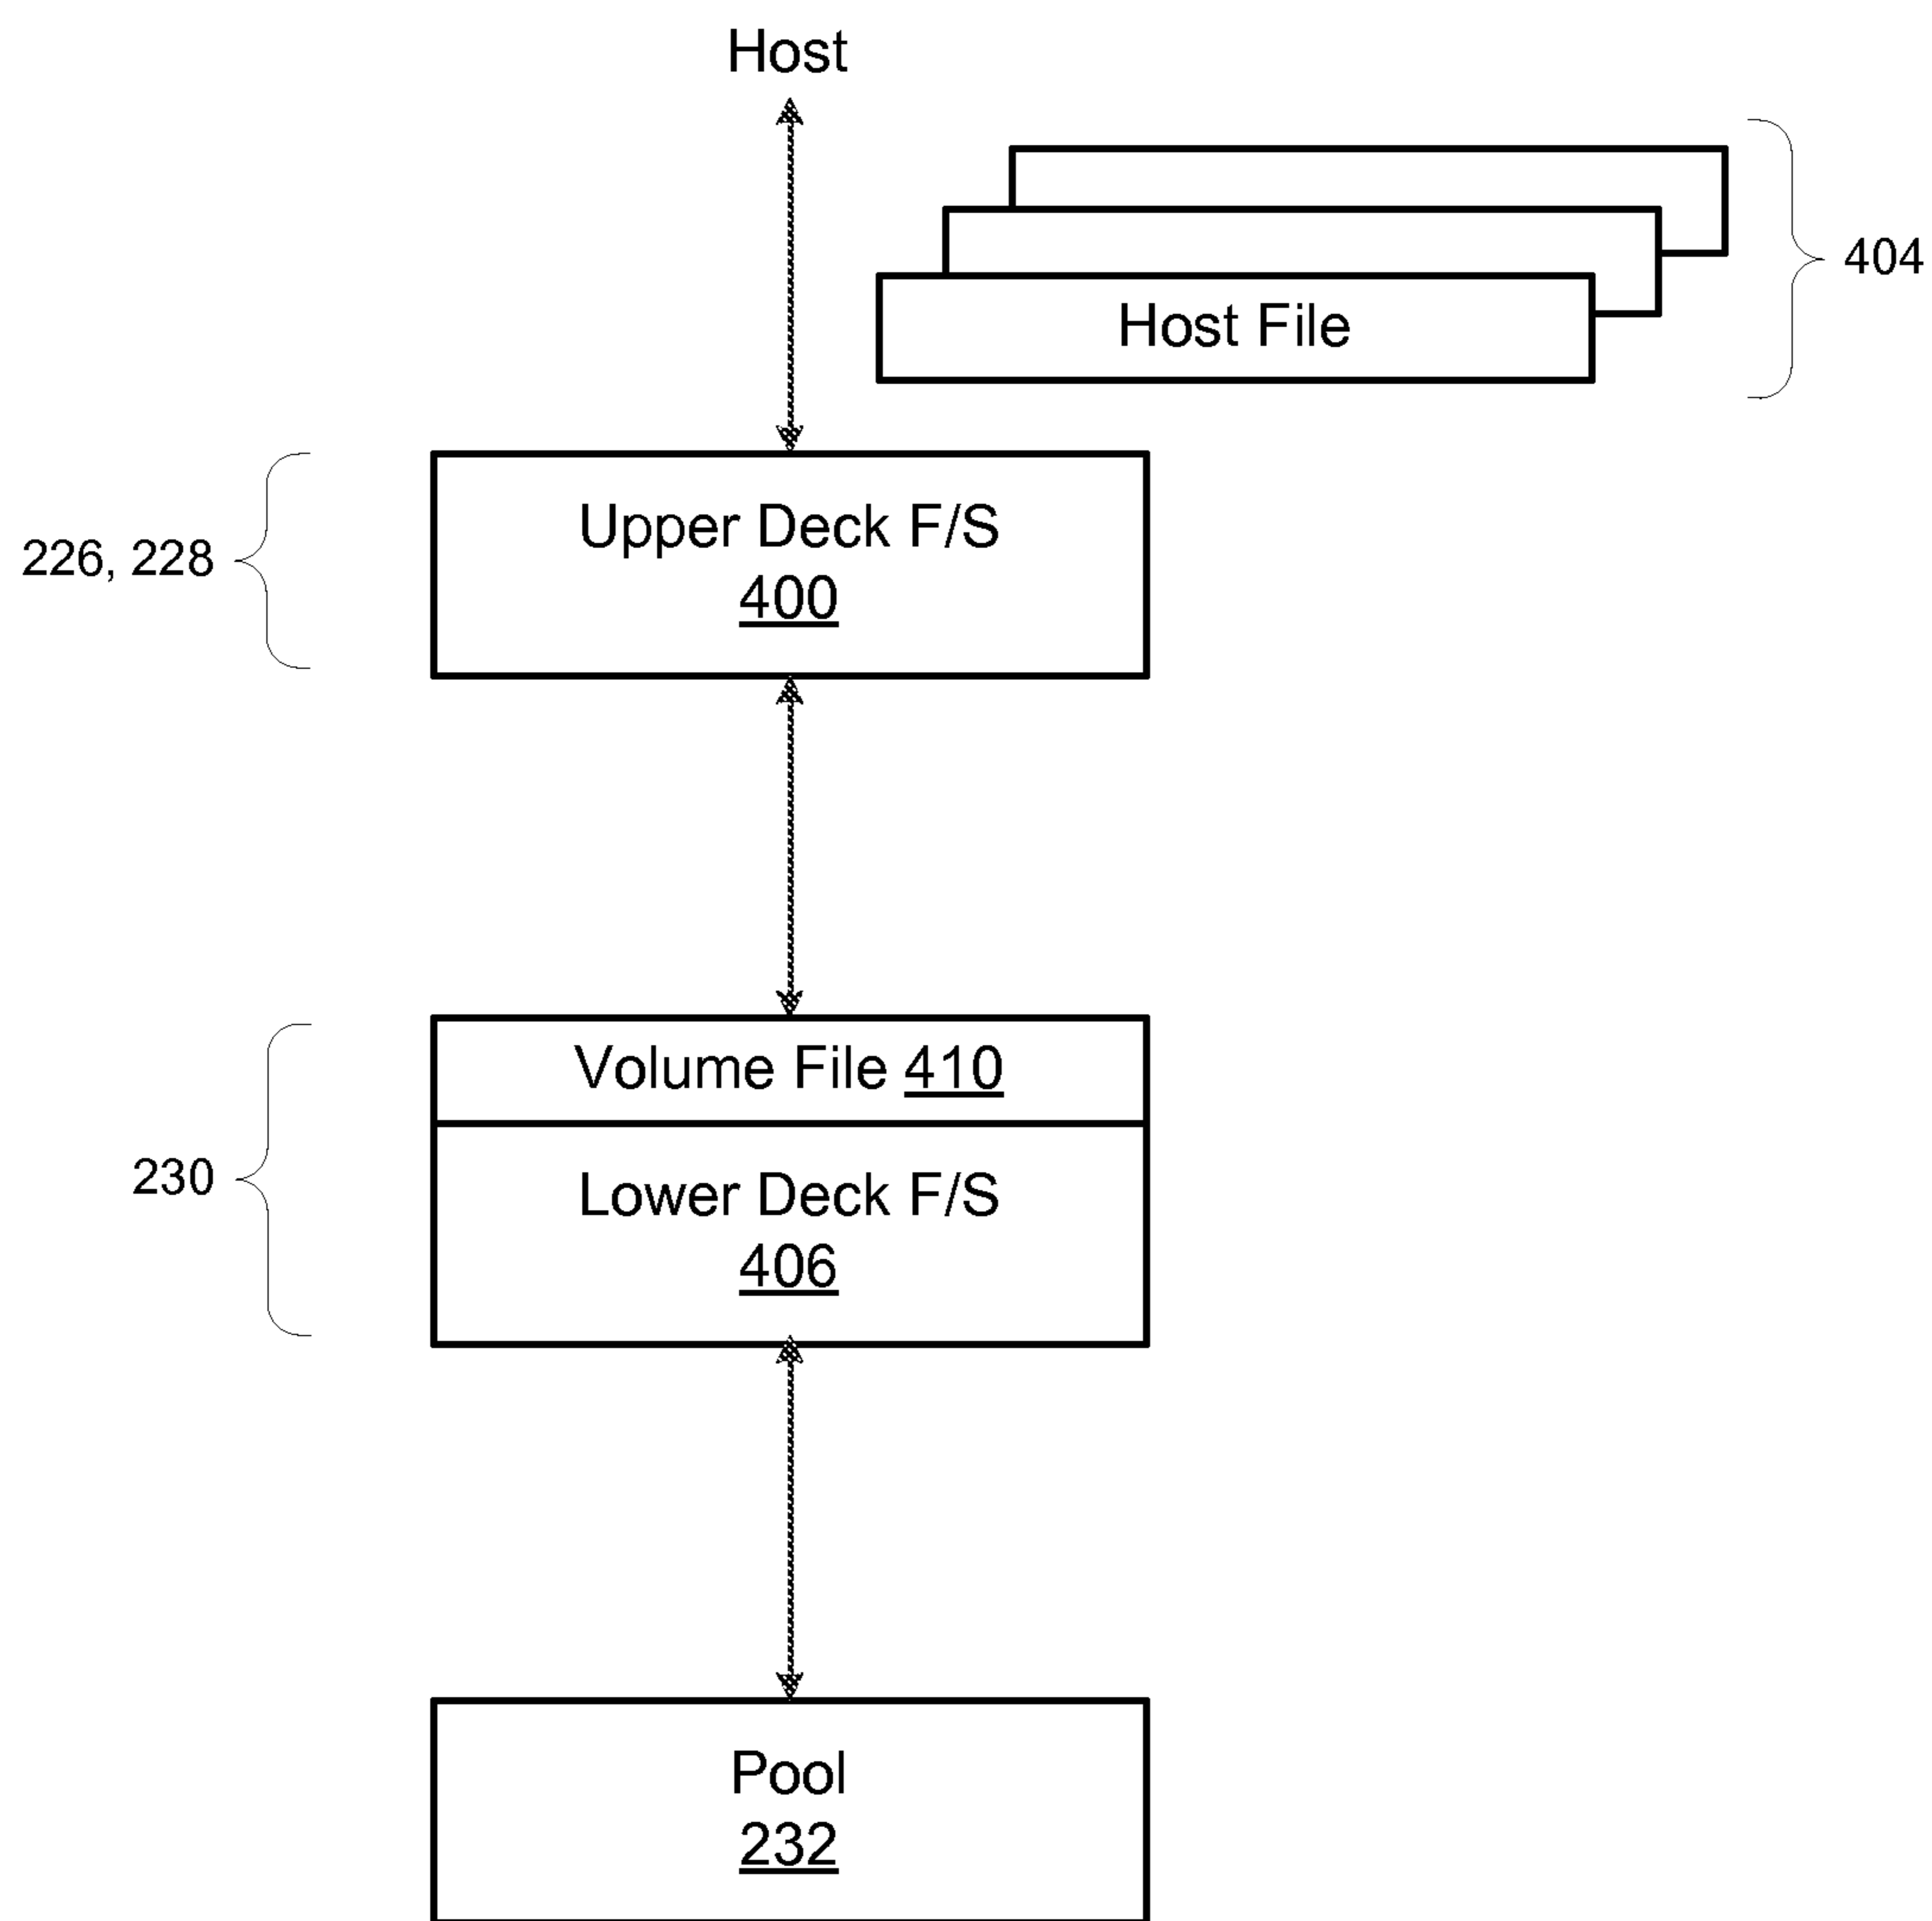 Host
404
Host File
Upper Deck F/S
400
226, 228
Volume File 410
230
Lower Deck F/S
406
Pool
232